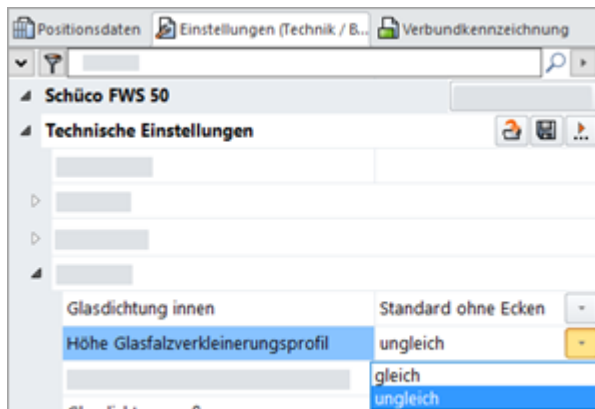 Positionsdaten Einstellungen (Technik / B... Verbundkennzeichnung
Schüco FWS 50
Technische Einstellungen
Glasdichtung innen Standard ohne Ecken
Höhe Glasfalzverkleinerungsprofil ungleich
gleich
ungleich